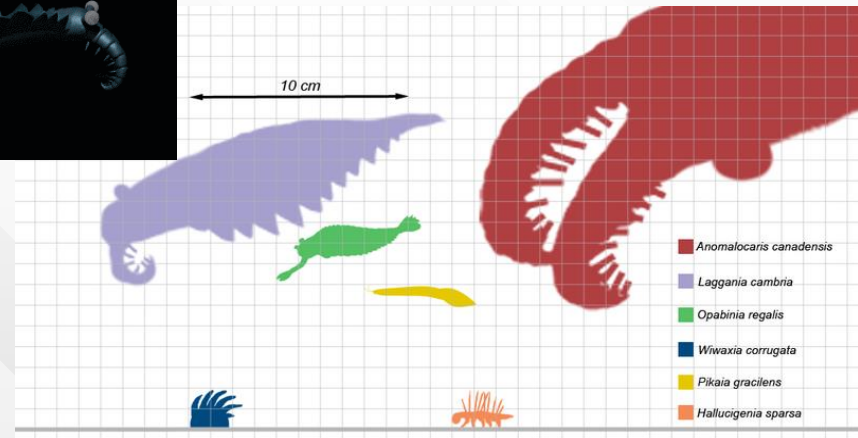 10 cm
Anomalocaris canadensis
Laggania cambria
Opabinia regalis
Wiwaxia corrugata
Pikaia gracilens
Hallucigenia sparsa